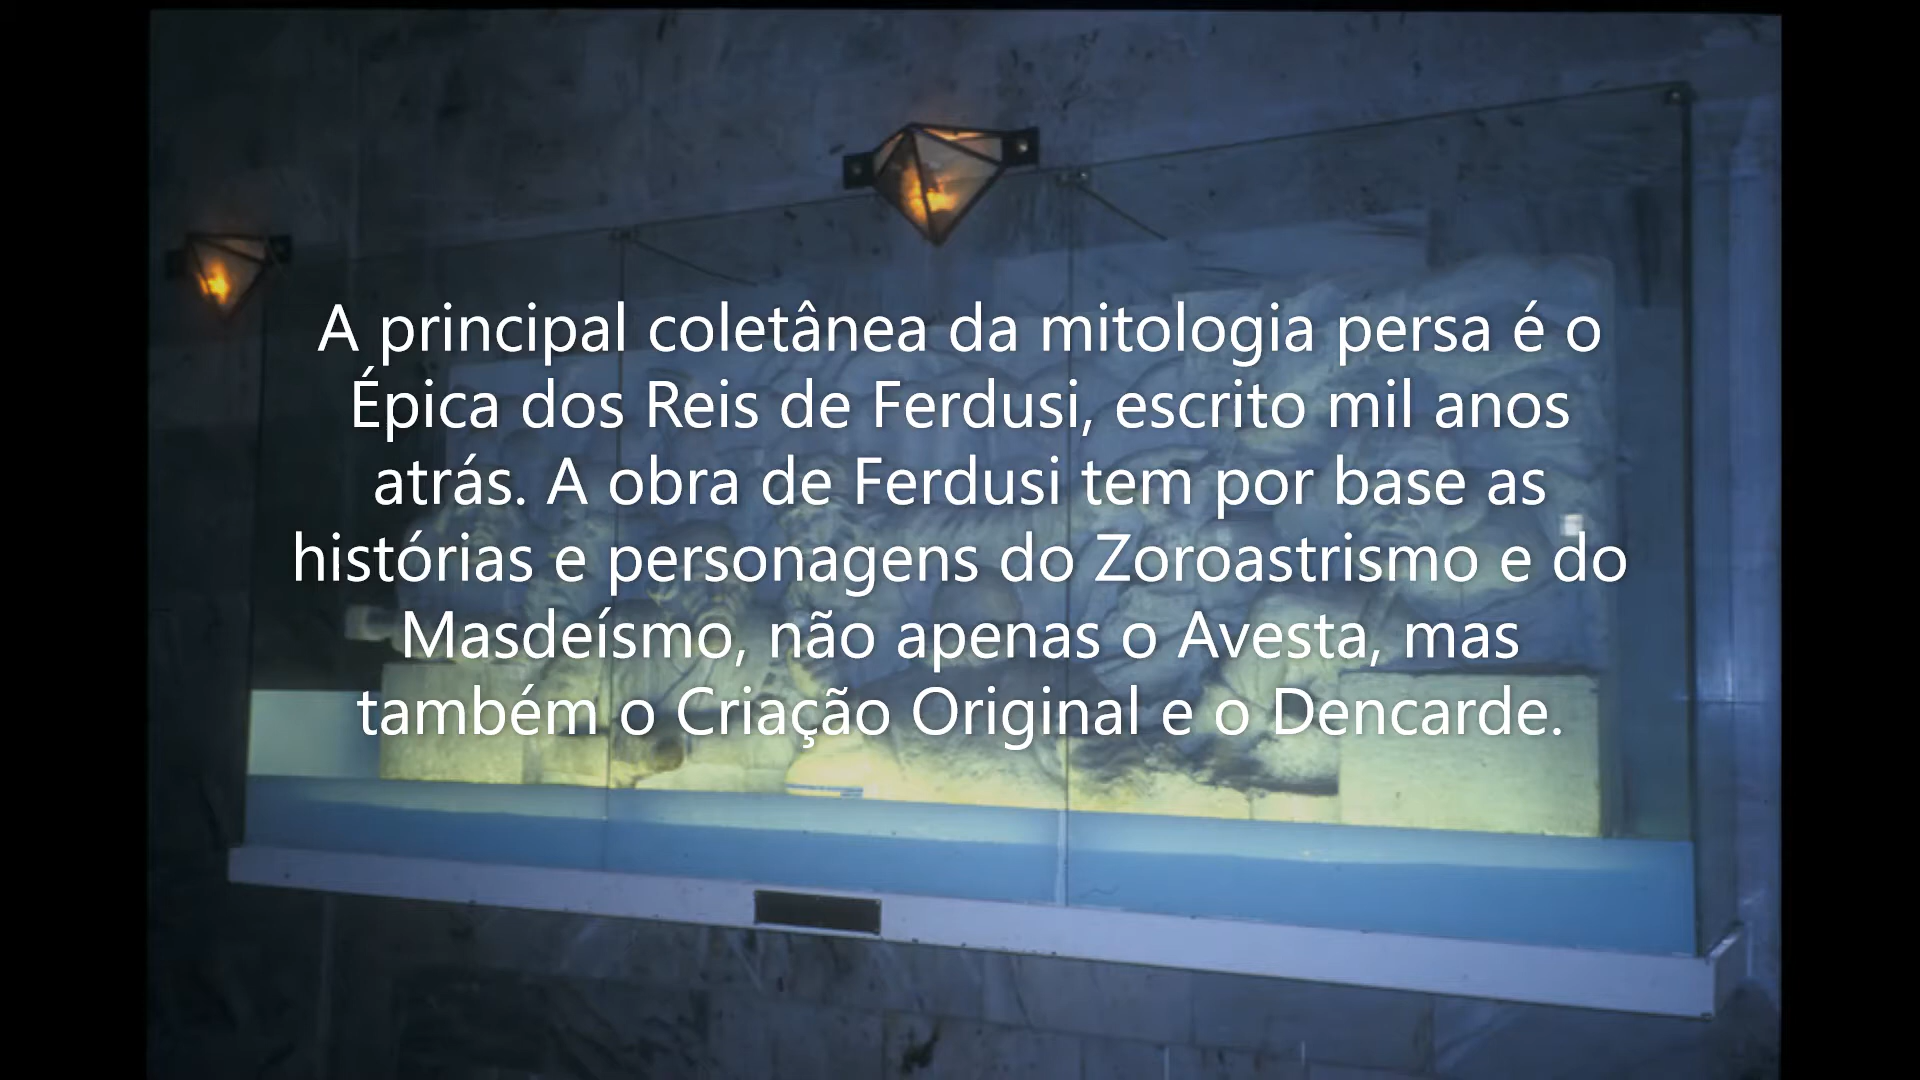 A principal coletânea da mitologia persa é o
Épica dos Reis de Ferdusi, escrito mil anos
atrás. A obra de Ferdusi tem por base as
histórias e personagens do Zoroastrismo e do
Masdeísmo, não apenas o Avesta, mas
também o Criação Original e o Dencarde.